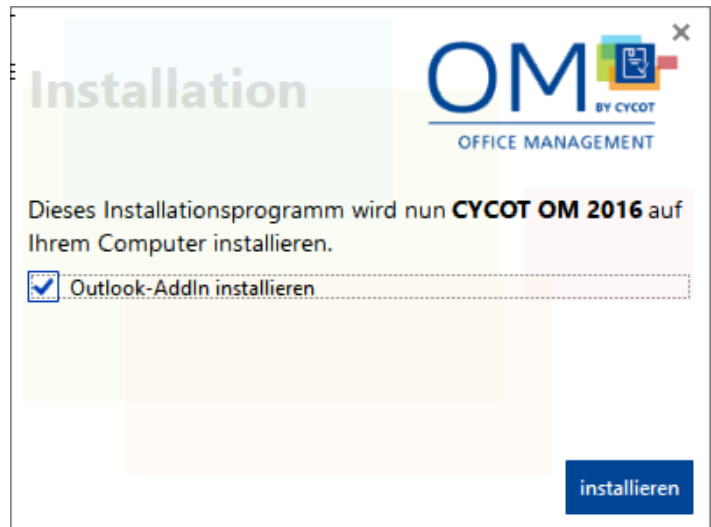 Installation
OM
BY CYCOT
OFFICE MANAGEMENT
Dieses Installationsprogramm wird nun CYCOT OM 2016 auf
Ihrem Computer installieren.
Outlook-AddIn installieren
installieren